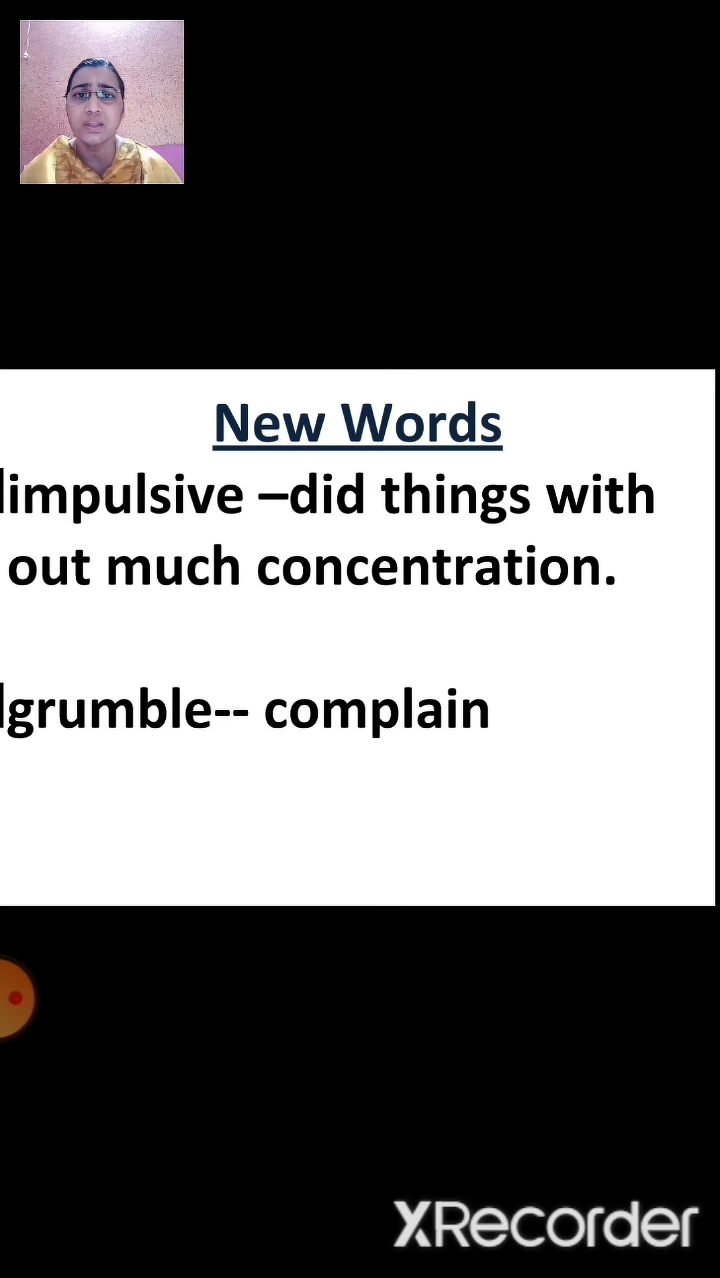 New Words
impulsive –did things with
out much concentration.
grumble-- complain
XRecorder